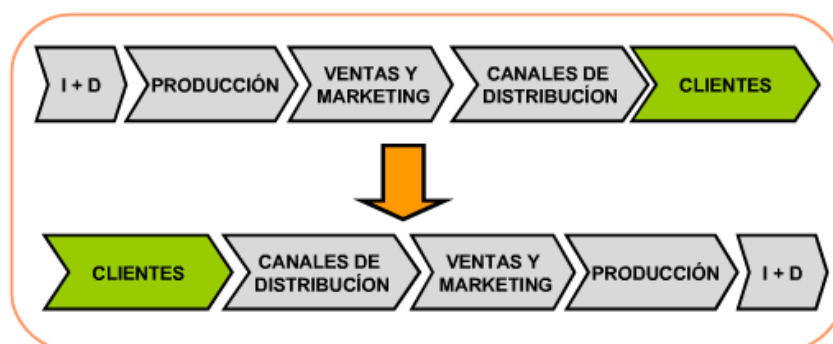 I + D
PRODUCCIÓN
VENTAS Y
MARKETING
CANALES DE
DISTRIBUCÍON
CLIENTES
CLIENTES
CANALES DE
DISTRIBUCÍON
VENTAS Y
MARKETING
PRODUCCIÓN
I + D